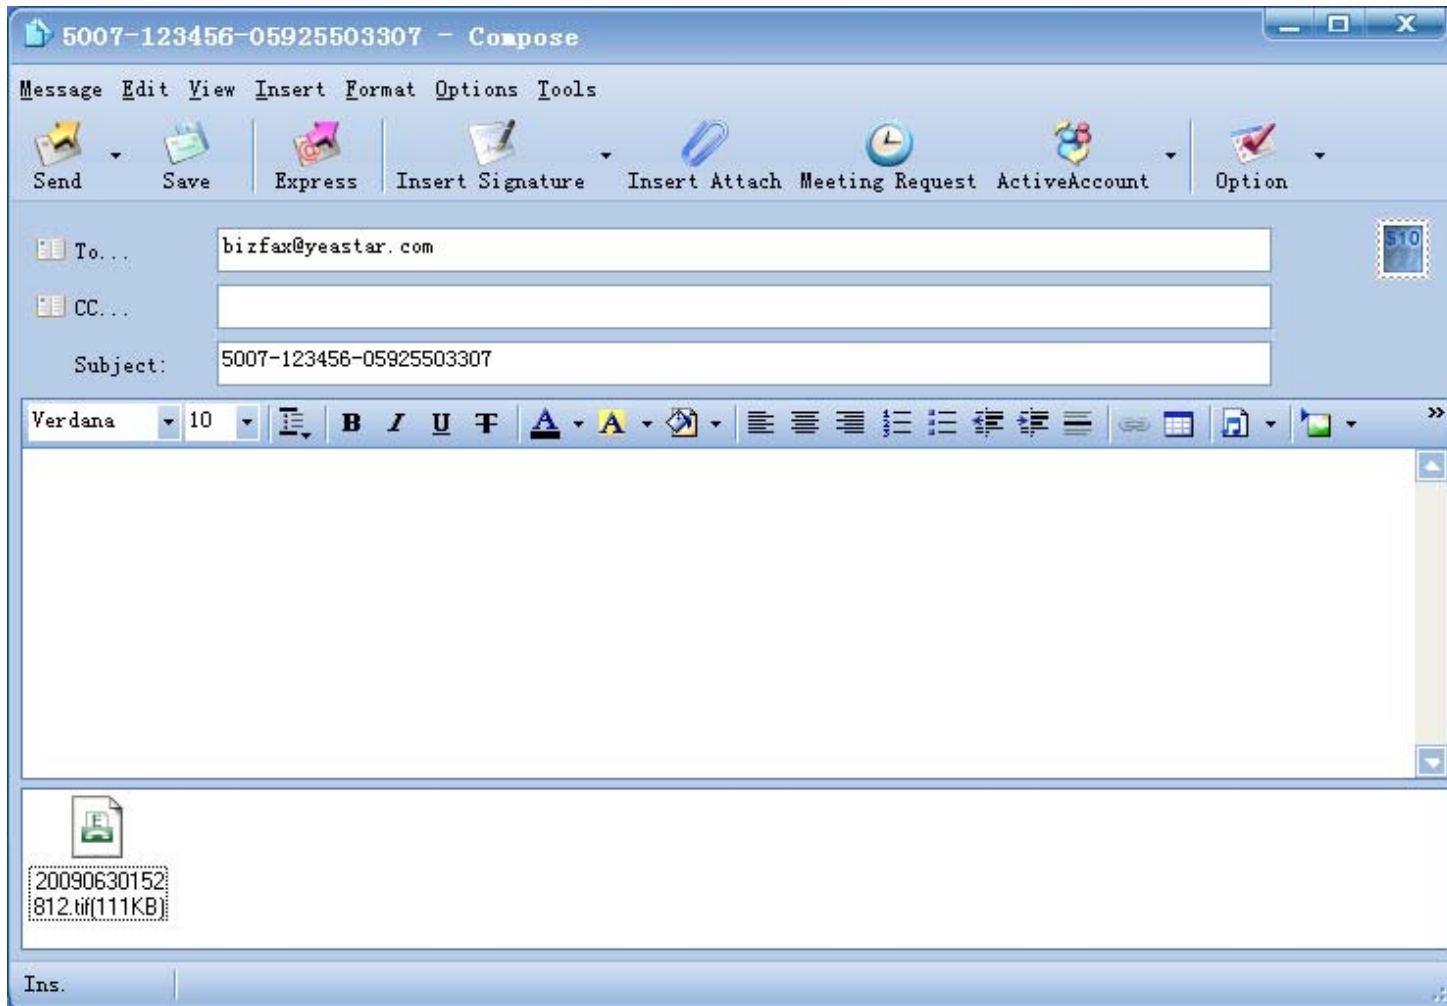 5007-123456-05925503307 - Compose
Message Edit View Insert Format Options Tools
Send Save Express Insert Signature Insert Attach Meeting Request ActiveAccount Option
To... bizfax@yeastar.com
510
CC...
Subject: 5007-123456-05925503307
Verdana 10 B I U T A A
20090630152
812.tif(111KB)
Ins.